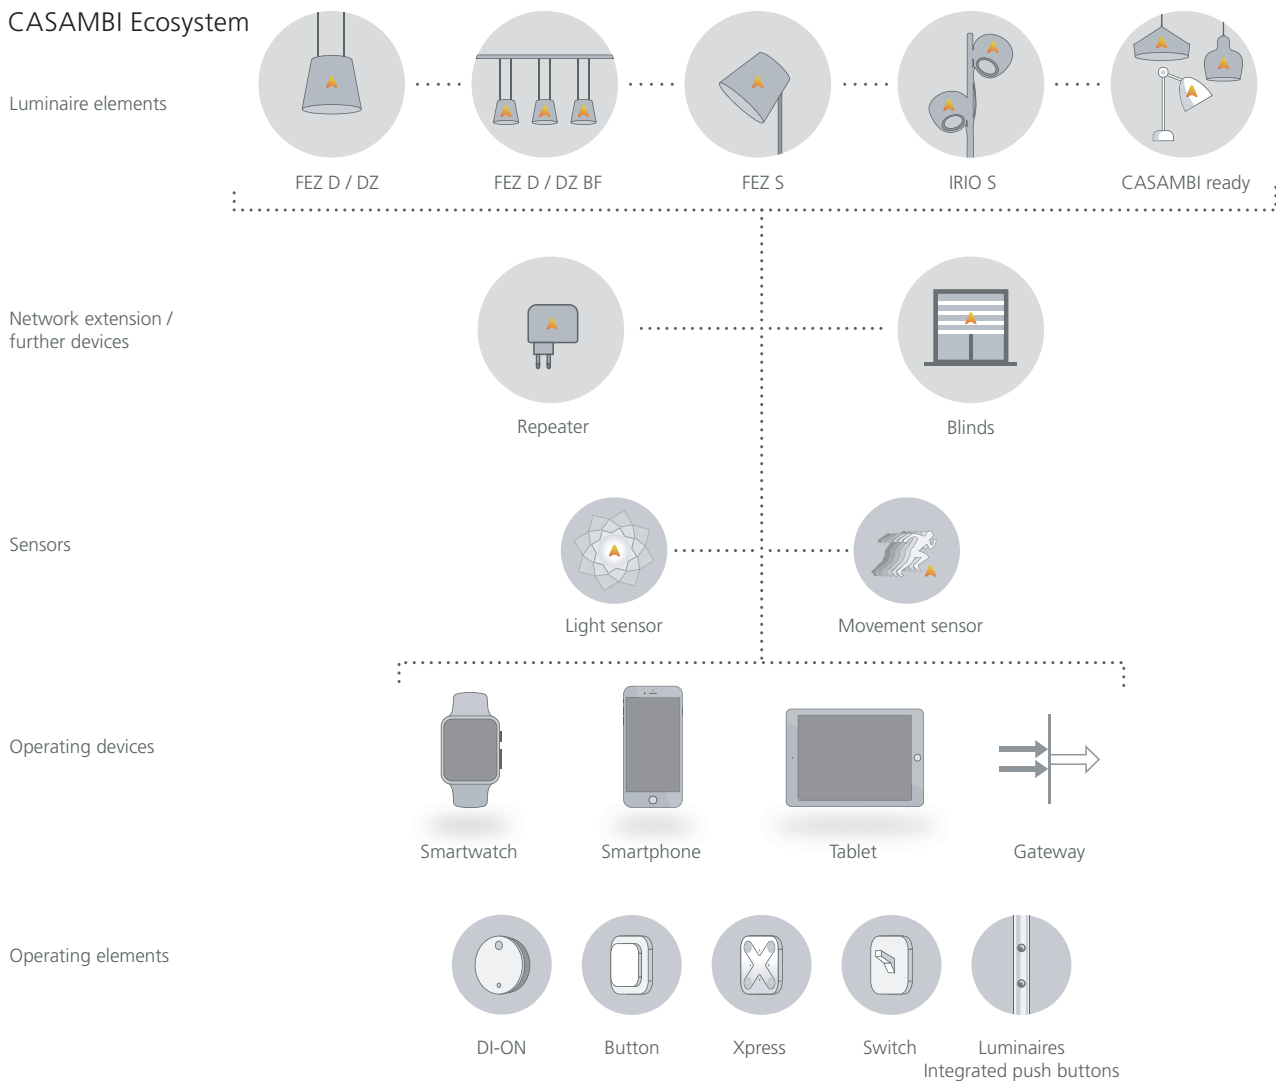 CASAMBI Ecosystem
Luminaire elements
FEZ D / DZ
FEZ D / DZ BF
FEZ S
IRIO S
CASAMBI ready
Network extension /
further devices
Repeater
Blinds
Sensors
Light sensor
Movement sensor
Operating devices
Smartwatch
Smartphone
Tablet
Gateway
Operating elements
DI-ON
Button
Xpress
Switch
Luminaires
Integrated push buttons